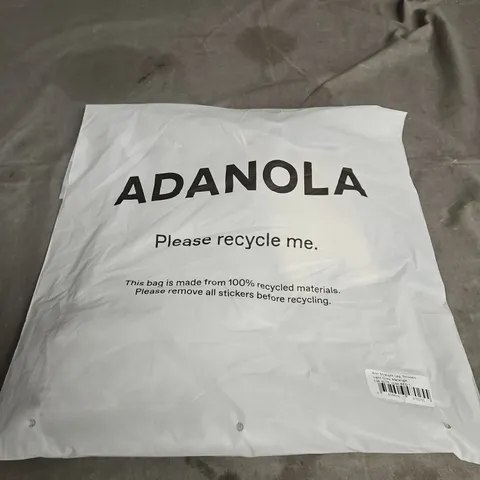 ADANOLA
Please recycle me.
This bag is made from 100% recycled materials.
Please remove all stickers before recycling.